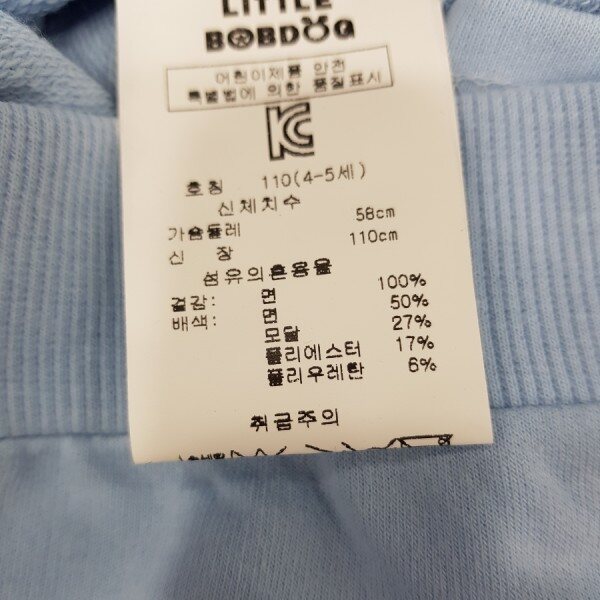 LITTLE
BOBDOG
어린이제품 안전
특별법에 의한 품질표시
KC
호칭 110(4-5세)
신체치수
가슴둘레 58cm
신 장 110cm
섬유의혼용율
겉감: 면 100%
배색: 면 50%
모달 27%
폴리에스터 17%
폴리우레탄 6%
취급주의